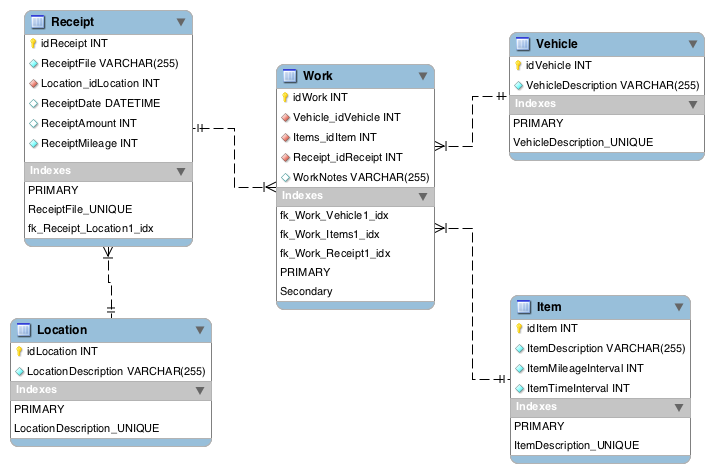 Receipt
idReceipt INT
ReceiptFile VARCHAR(255)
Location_idLocation INT
ReceiptDate DATETIME
ReceiptAmount INT
ReceiptMileage INT
Indexes
PRIMARY
ReceiptFile_UNIQUE
fk_Receipt_Location1_idx
Work
idWork INT
Vehicle_idVehicle INT
Items_idItem INT
Receipt_idReceipt INT
WorkNotes VARCHAR(255)
Indexes
fk_Work_Vehicle1_idx
fk_Work_Items1_idx
fk_Work_Receipt1_idx
PRIMARY
Secondary
Vehicle
idVehicle INT
VehicleDescription VARCHAR(255)
Indexes
PRIMARY
VehicleDescription_UNIQUE
Location
idLocation INT
LocationDescription VARCHAR(255)
Indexes
PRIMARY
LocationDescription_UNIQUE
Item
idItem INT
ItemDescription VARCHAR(255)
ItemMileageInterval INT
ItemTimeInterval INT
Indexes
PRIMARY
ItemDescription_UNIQUE